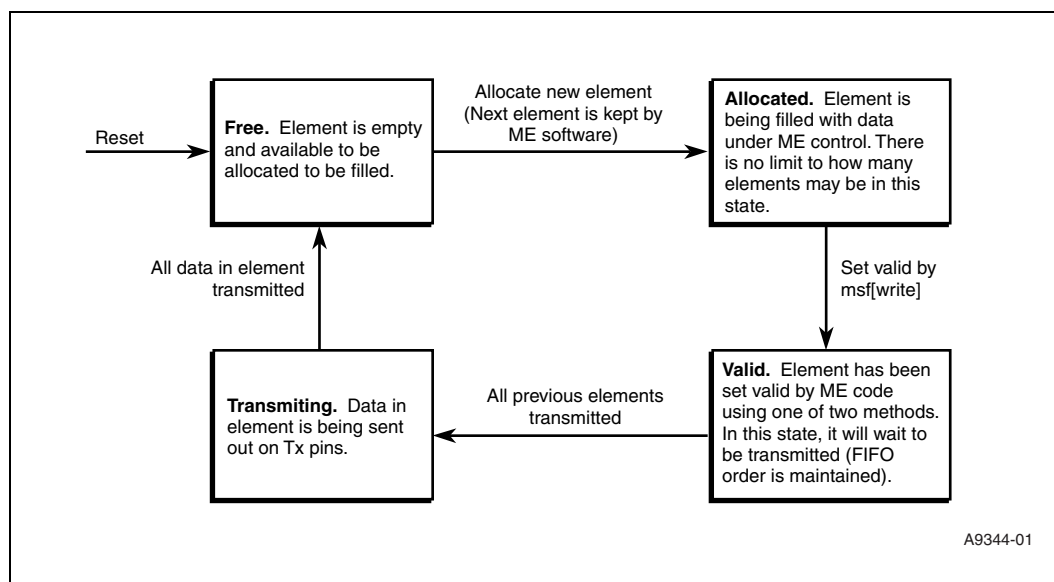 Reset
Free. Element is empty
and available to be
allocated to be filled.
Allocate new element
(Next element is kept by
ME software)
Allocated. Element is
being filled with data
under ME control. There
is no limit to how many
elements may be in this
state.
All data in element
transmitted
Set valid by
msf[write]
Transmiting. Data in
element is being sent
out on Tx pins.
All previous elements
transmitted
Valid. Element has been
set valid by ME code
using one of two methods.
In this state, it will wait to
be transmitted (FIFO
order is maintained).
A9344-01